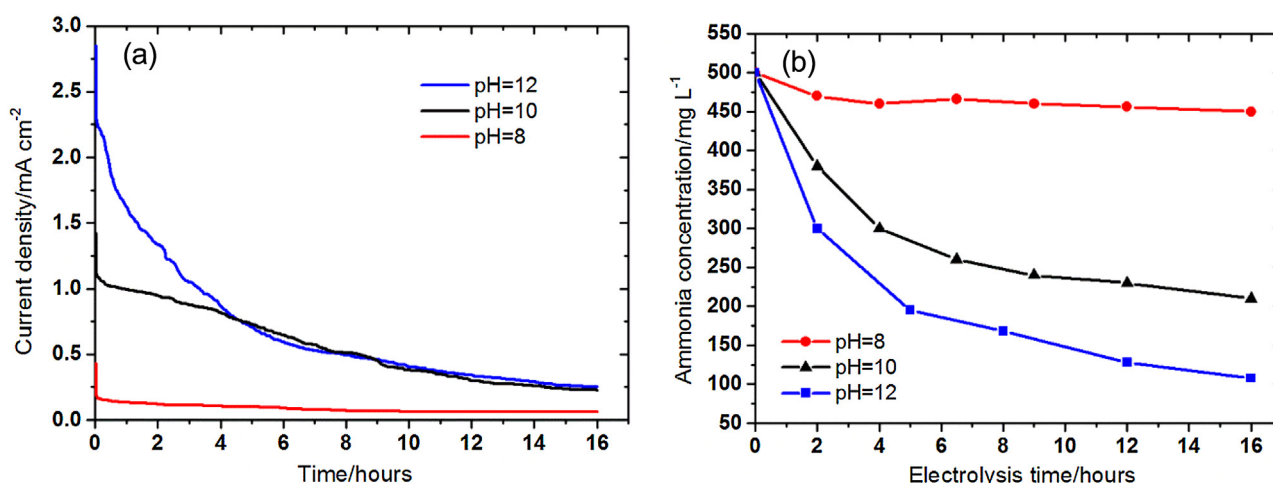 (a)
pH=12
pH=10
pH=8
Current density/mA cm-2
3.0
2.5
2.0
1.5
1.0
0.5
0.0
0 2 4 6 8 10 12 14 16
Time/hours
(b)
pH=8
pH=10
pH=12
Ammonia concentration/mg L-1
550
500
450
400
350
300
250
200
150
100
50
0 2 4 6 8 10 12 14 16
Electrolysis time/hours